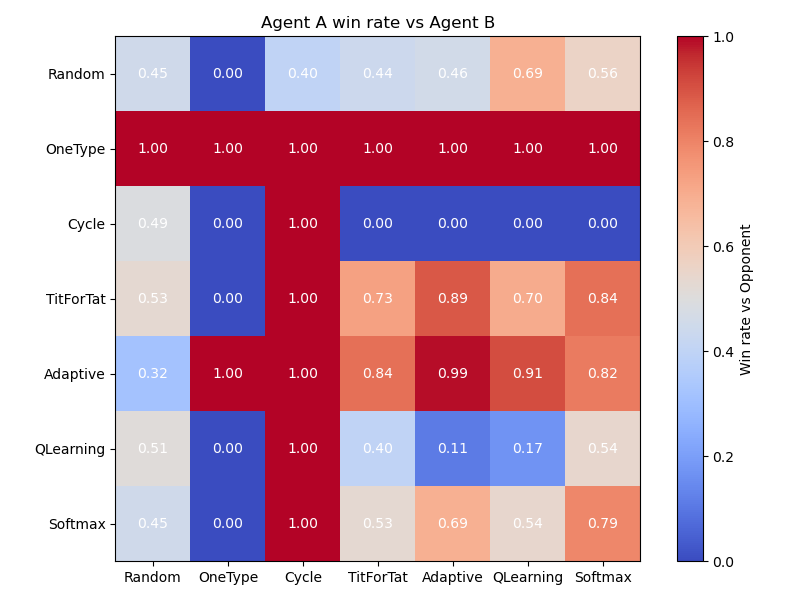 Agent A win rate vs Agent B
Random 0.45 0.00 0.40 0.44 0.46 0.69 0.56
OneType 1.00 1.00 1.00 1.00 1.00 1.00 1.00
Cycle 0.49 0.00 1.00 0.00 0.00 0.00 0.00
TitForTat 0.53 0.00 1.00 0.73 0.89 0.70 0.84
Adaptive 0.32 1.00 1.00 0.84 0.99 0.91 0.82
QLearning 0.51 0.00 1.00 0.40 0.11 0.17 0.54
Softmax 0.45 0.00 1.00 0.53 0.69 0.54 0.79
Random OneType Cycle TitForTat Adaptive QLearning Softmax
1.0
0.8
0.6
0.4
0.2
0.0
Win rate vs Opponent